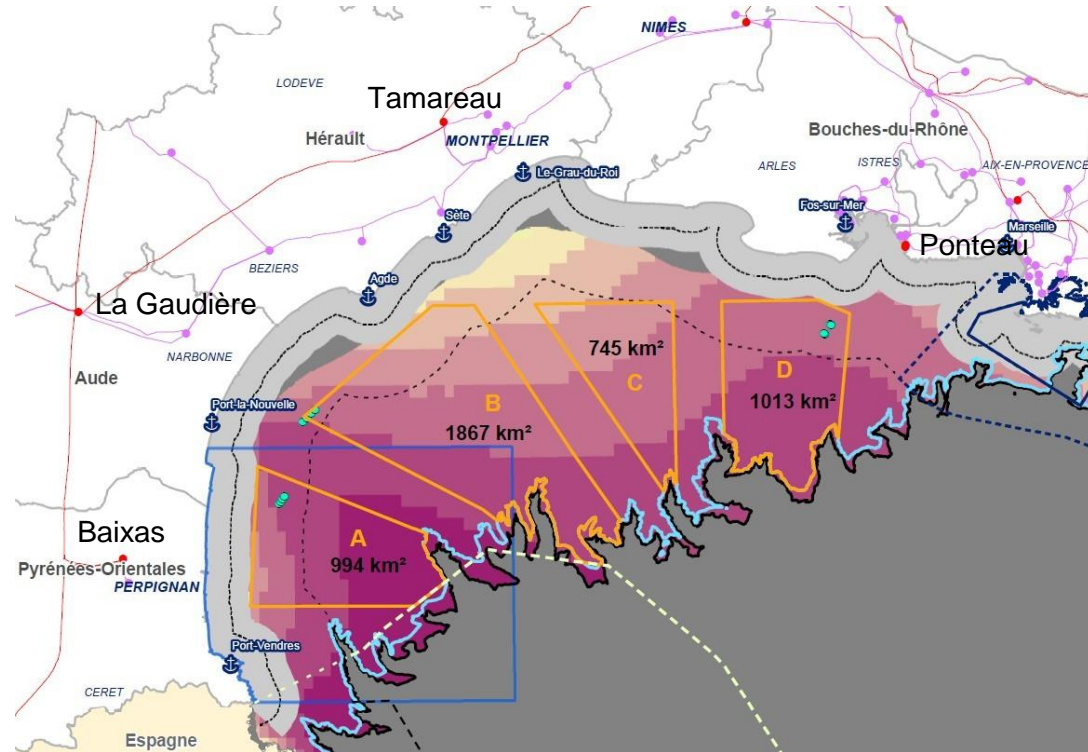 NIMES
LODEVE
Tamareau
Hérault
MONTPELLIER
Bouches-du-Rhône
ARLES
ISTRES
AIX-EN-PROVENCE
Le-Grau-du-Roi
Fos-sur-Mer
Marseille
Sète
Ponteau
BEZIERS
Agde
La Gaudière
NARBONNE
745 km²
Aude
C
D
B
1013 km²
Port-la-Nouvelle
1867 km²
Baixas
A
Pyrénées-Orientales
994 km²
PERPIGNAN
Port-Vendres
CERET
Espagne